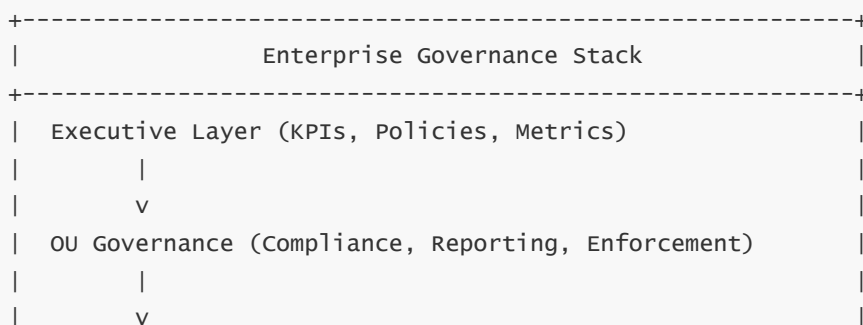 +----------------------------------------------------------+
|                 Enterprise Governance Stack              |
+----------------------------------------------------------+
|  Executive Layer (KPIs, Policies, Metrics)               |
|        |                                                 |
|        v                                                 |
|  OU Governance (Compliance, Reporting, Enforcement)      |
|        |                                                 |
|        v                                                 |